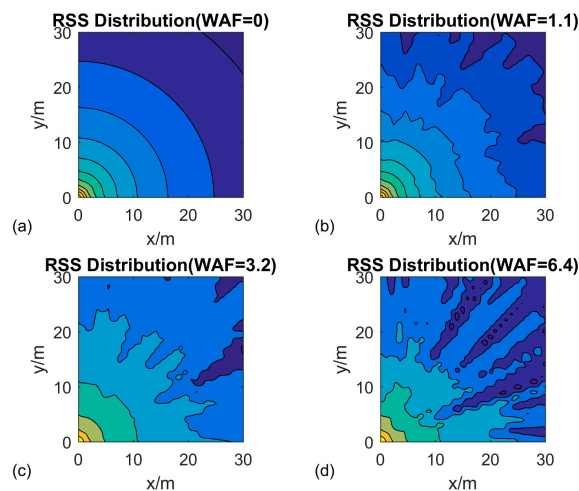 RSS Distribution(WAF=0)
30
20
10
0
y/m
0 10 20 30
x/m
(a)
RSS Distribution(WAF=1.1)
30
20
10
0
y/m
0 10 20 30
x/m
(b)
RSS Distribution(WAF=3.2)
30
20
10
0
y/m
0 10 20 30
x/m
(c)
RSS Distribution(WAF=6.4)
30
20
10
0
y/m
0 10 20 30
x/m
(d)